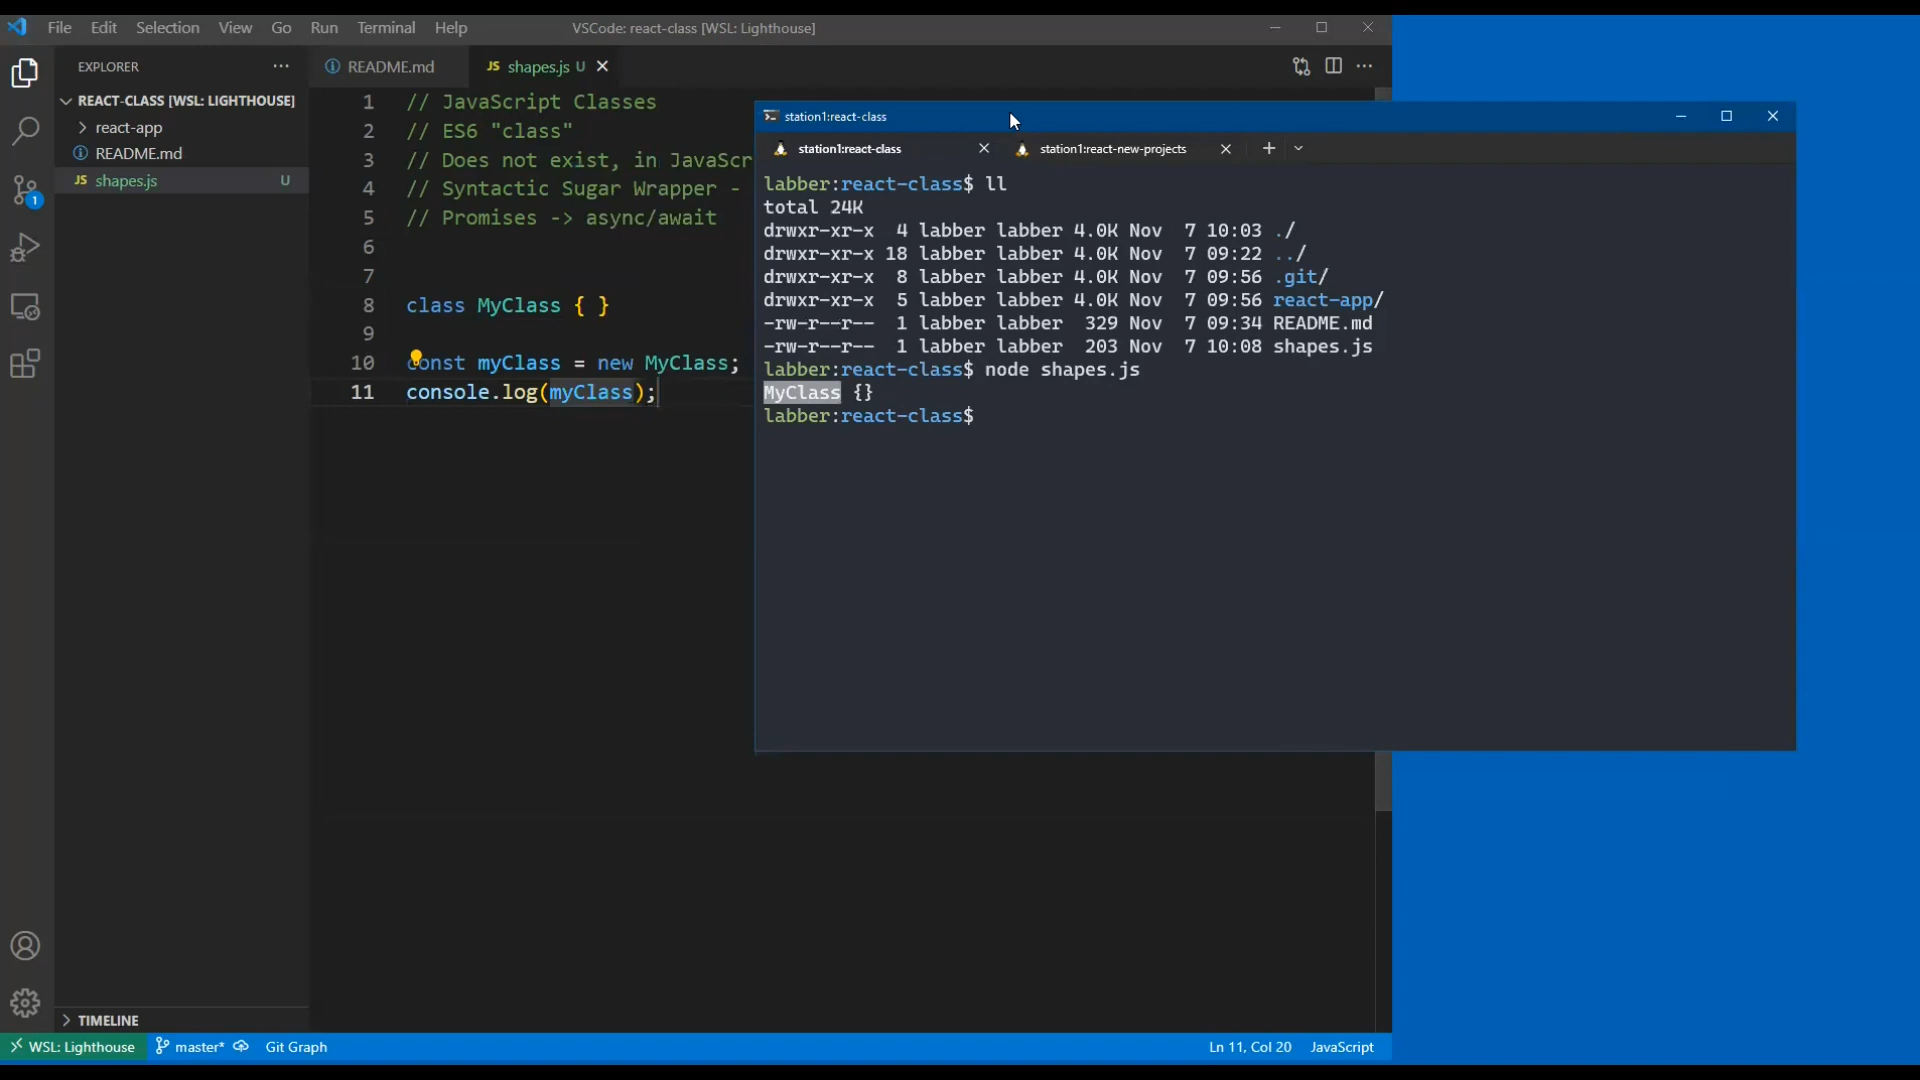 File Edit Selection View Go Run Terminal Help VSCode: react-class [WSL: Lighthouse]
EXPLORER
REACT-CLASS [WSL: LIGHTHOUSE]
react-app
README.md
JS shapes.js U
README.md JS shapes.js U
1 // JavaScript Classes
2 // ES6 "class"
3 // Does not exist, in JavaScr
4 // Syntactic Sugar Wrapper -
5 // Promises -> async/await
6
7
8 class MyClass { }
9
10 const myClass = new MyClass;
11 console.log(myClass);
station1:react-class
station1:react-class station1:react-new-projects
labber:react-class$ ll
total 24K
drwxr-xr-x 4 labber labber 4.0K Nov 7 10:03 ./
drwxr-xr-x 18 labber labber 4.0K Nov 7 09:22 ../
drwxr-xr-x 8 labber labber 4.0K Nov 7 09:56 .git/
drwxr-xr-x 5 labber labber 4.0K Nov 7 09:56 react-app/
-rw-r--r-- 1 labber labber 329 Nov 7 09:34 README.md
-rw-r--r-- 1 labber labber 203 Nov 7 10:08 shapes.js
labber:react-class$ node shapes.js
MyClass {}
labber:react-class$
1
TIMELINE
WSL: Lighthouse master* Git Graph Ln 11, Col 20 JavaScript